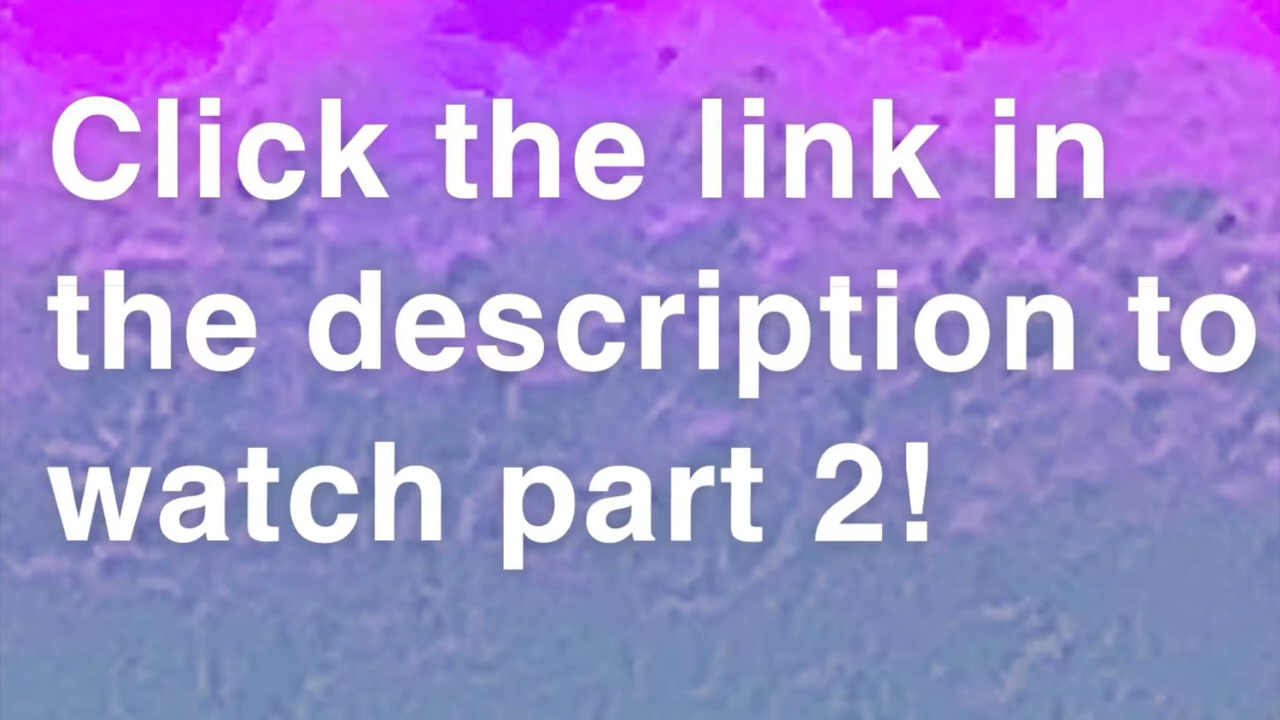 Click the link in
the description to
watch part 2!